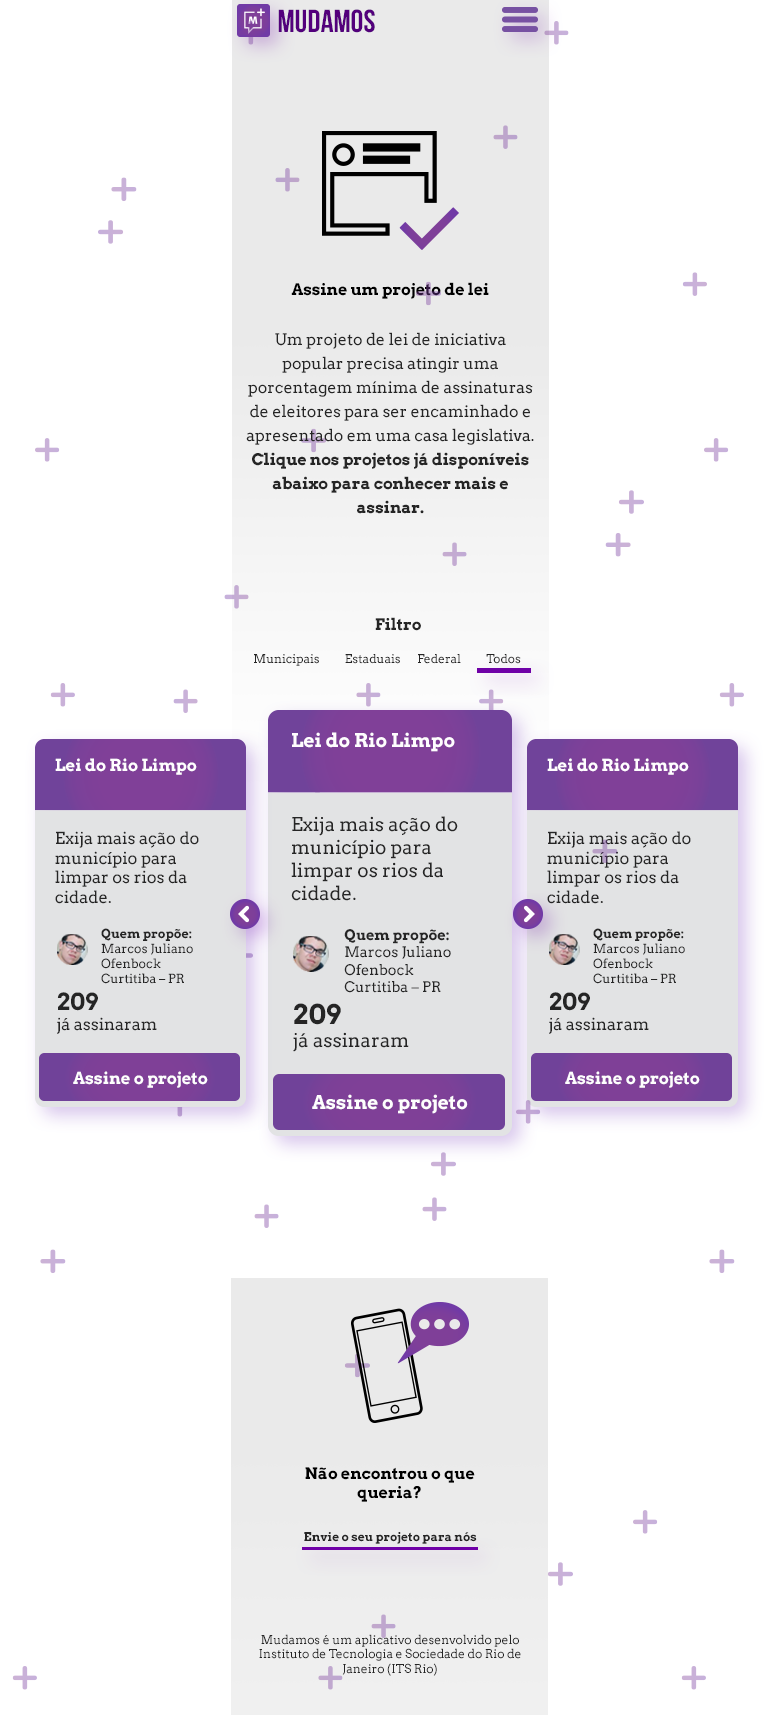 MUDAMOS
Assine um projeto de lei
Um projeto de lei de iniciativa
popular precisa atingir uma
porcentagem mínima de assinaturas
de eleitores para ser encaminhado e
apresentado em uma casa legislativa.
Clique nos projetos já disponíveis
abaixo para conhecer mais e
assinar.
Filtro
Municipais Estaduais Federal Todos
Lei do Rio Limpo
Exija mais ação do
município para
limpar os rios da
cidade.
Quem propõe:
Marcos Juliano
Ofenbock
Curtitiba – PR
209
já assinaram
Assine o projeto
Lei do Rio Limpo
Exija mais ação do
município para
limpar os rios da
cidade.
Quem propõe:
Marcos Juliano
Ofenbock
Curtitiba – PR
209
já assinaram
Assine o projeto
Lei do Rio Limpo
Exija mais ação do
município para
limpar os rios da
cidade.
Quem propõe:
Marcos Juliano
Ofenbock
Curtitiba – PR
209
já assinaram
Assine o projeto
Não encontrou o que
queria?
Envie o seu projeto para nós
Mudamos é um aplicativo desenvolvido pelo
Instituto de Tecnologia e Sociedade do Rio de
Janeiro (ITS Rio)